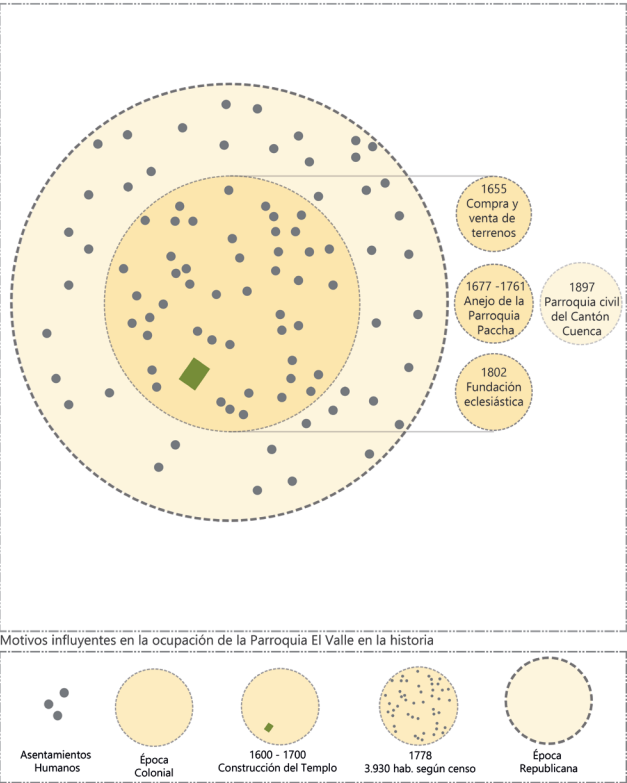 1655
Compra y
venta de
terrenos
1677 -1761
Anejo de la
Parroquia
Paccha
1897
Parroquia civil
del Cantón
Cuenca
1802
Fundación
eclesiástica
Motivos influyentes en la ocupación de la Parroquia El Valle en la historia
Asentamientos
Humanos
Época
Colonial
1600 - 1700
Construcción del Templo
1778
3.930 hab. según censo
Época
Republicana